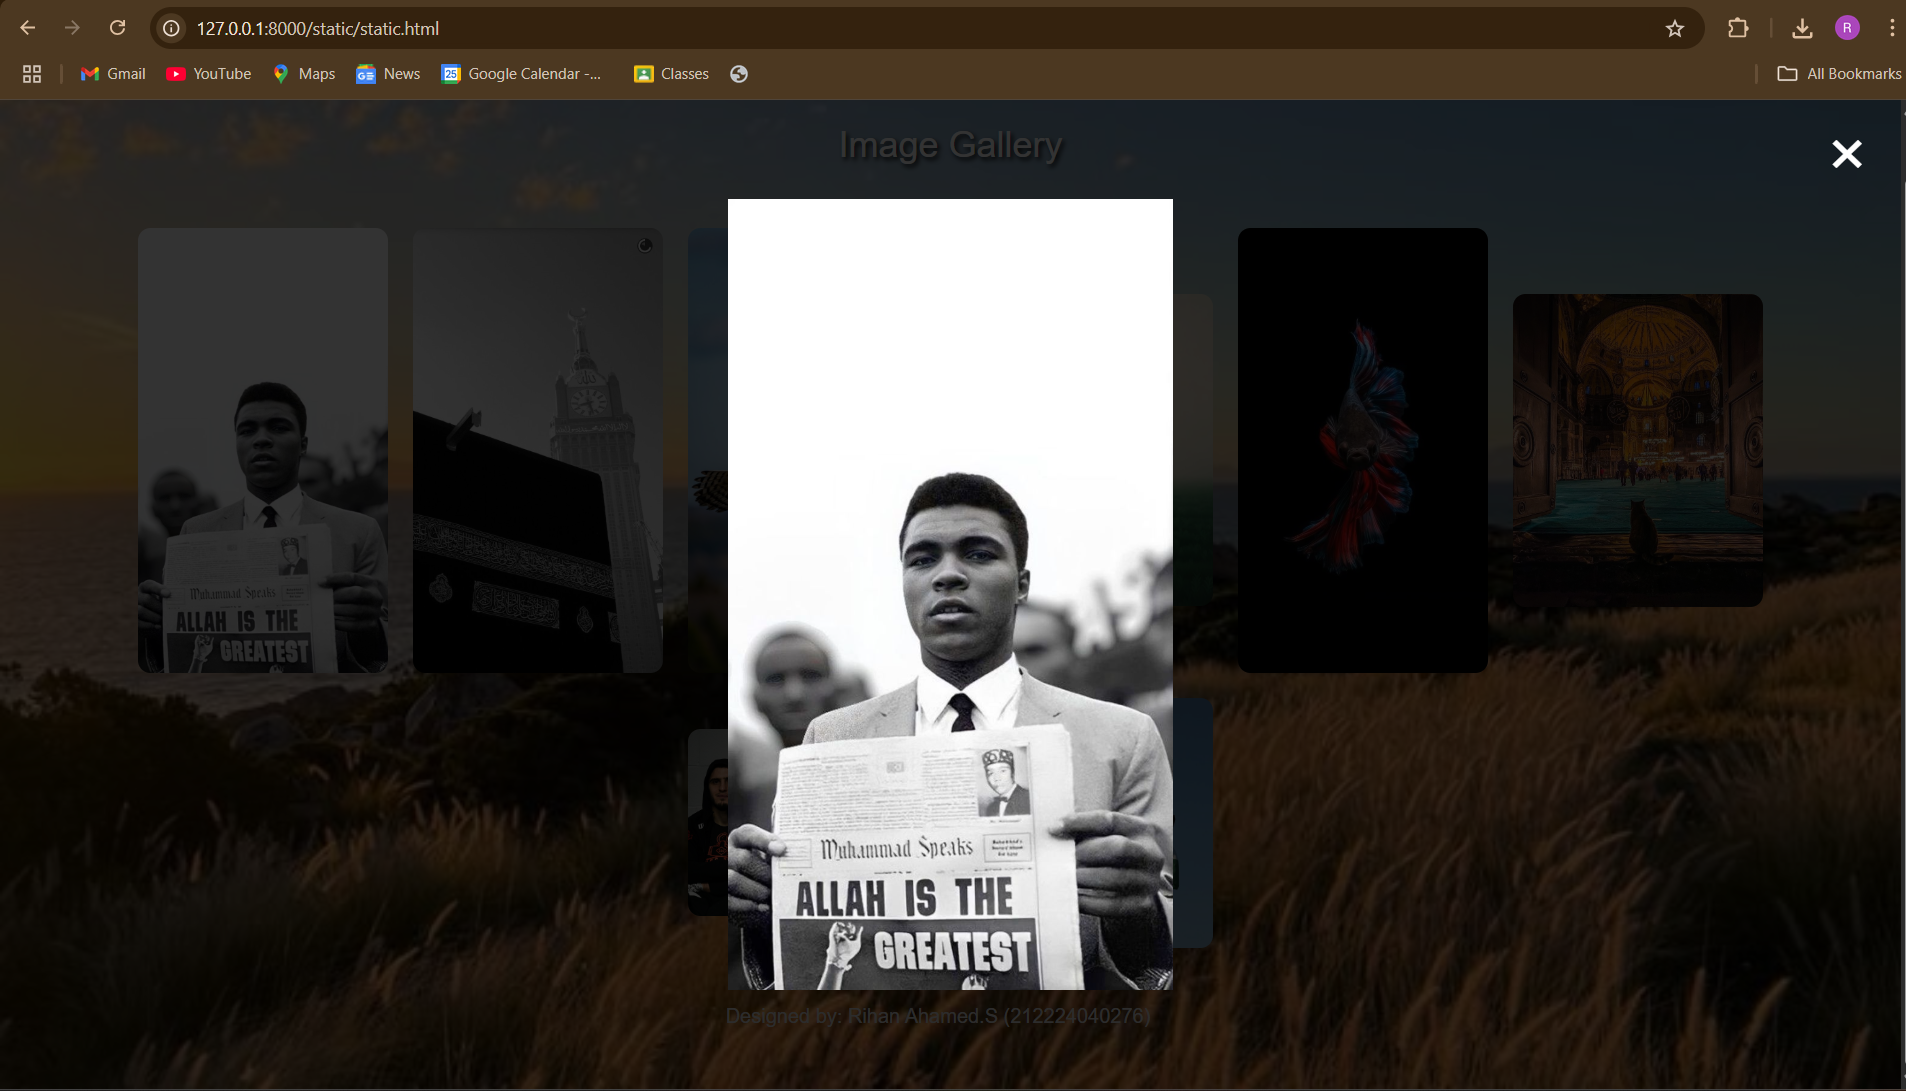 127.0.0.1:8000/static/static.html
R
Gmail
YouTube
Maps
News
Google Calendar -...
Classes
All Bookmarks
Image Gallery
Muhammad Speaks
ALLAH IS THE
GREATEST
Muhammad Speaks
ALLAH IS THE
GREATEST
Designed by: Rihan Ahamed.S (212224040276)